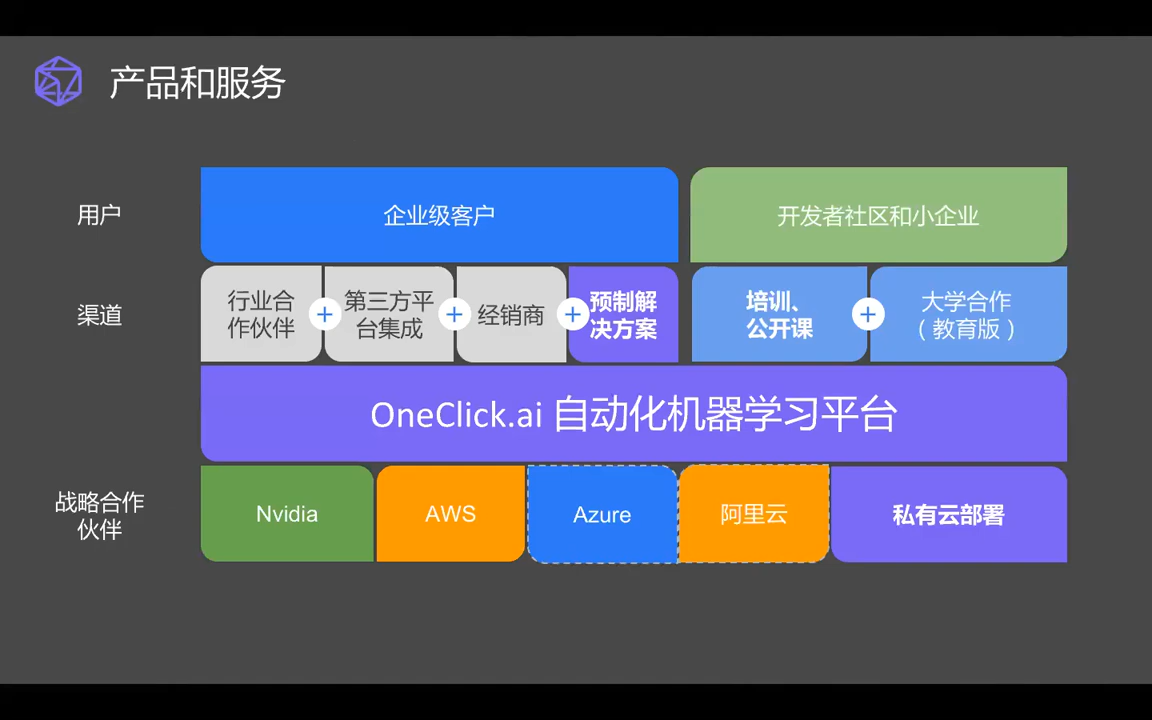 产品和服务
用户
企业级客户
开发者社区和小企业
渠道
行业合
作伙伴
+
第三方平
台集成
+
经销商
+
预制解
决方案
培训、
公开课
+
大学合作
（教育版）
OneClick.ai 自动化机器学习平台
战略合作
伙伴
Nvidia
AWS
Azure
阿里云
私有云部署